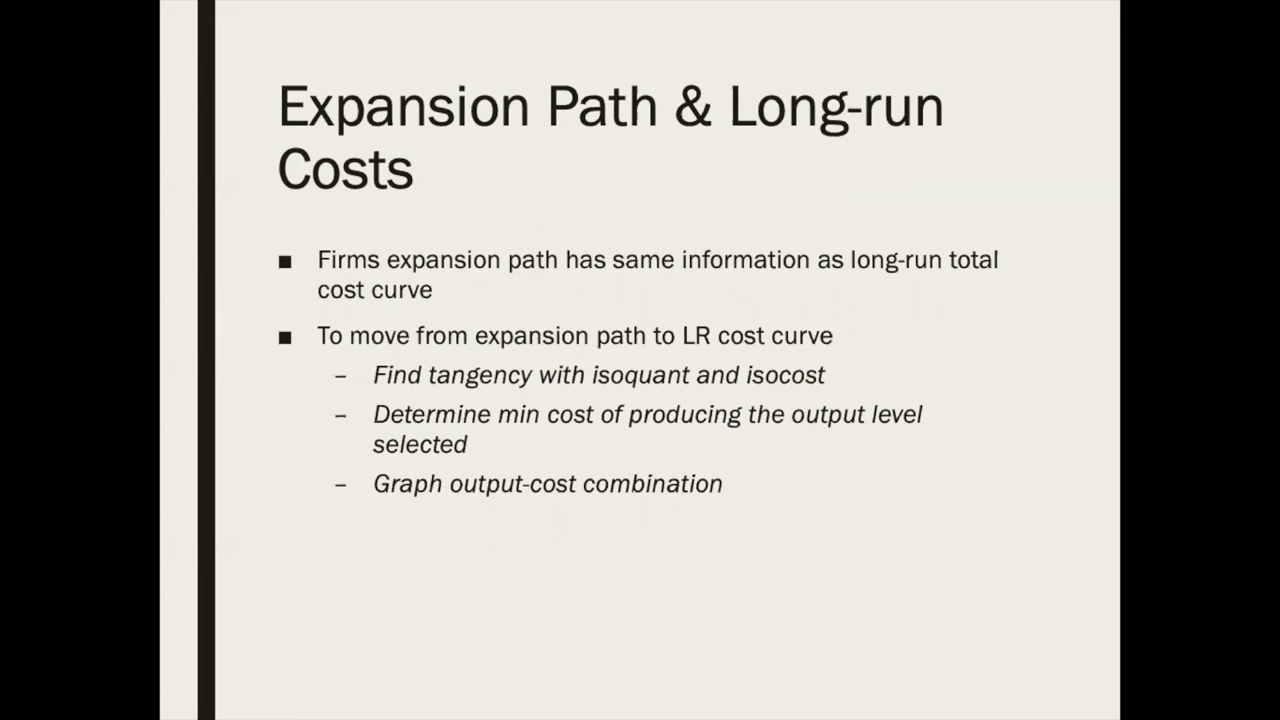 Expansion Path & Long-run
Costs
■ Firms expansion path has same information as long-run total
cost curve
■ To move from expansion path to LR cost curve
– Find tangency with isoquant and isocost
– Determine min cost of producing the output level
selected
– Graph output-cost combination